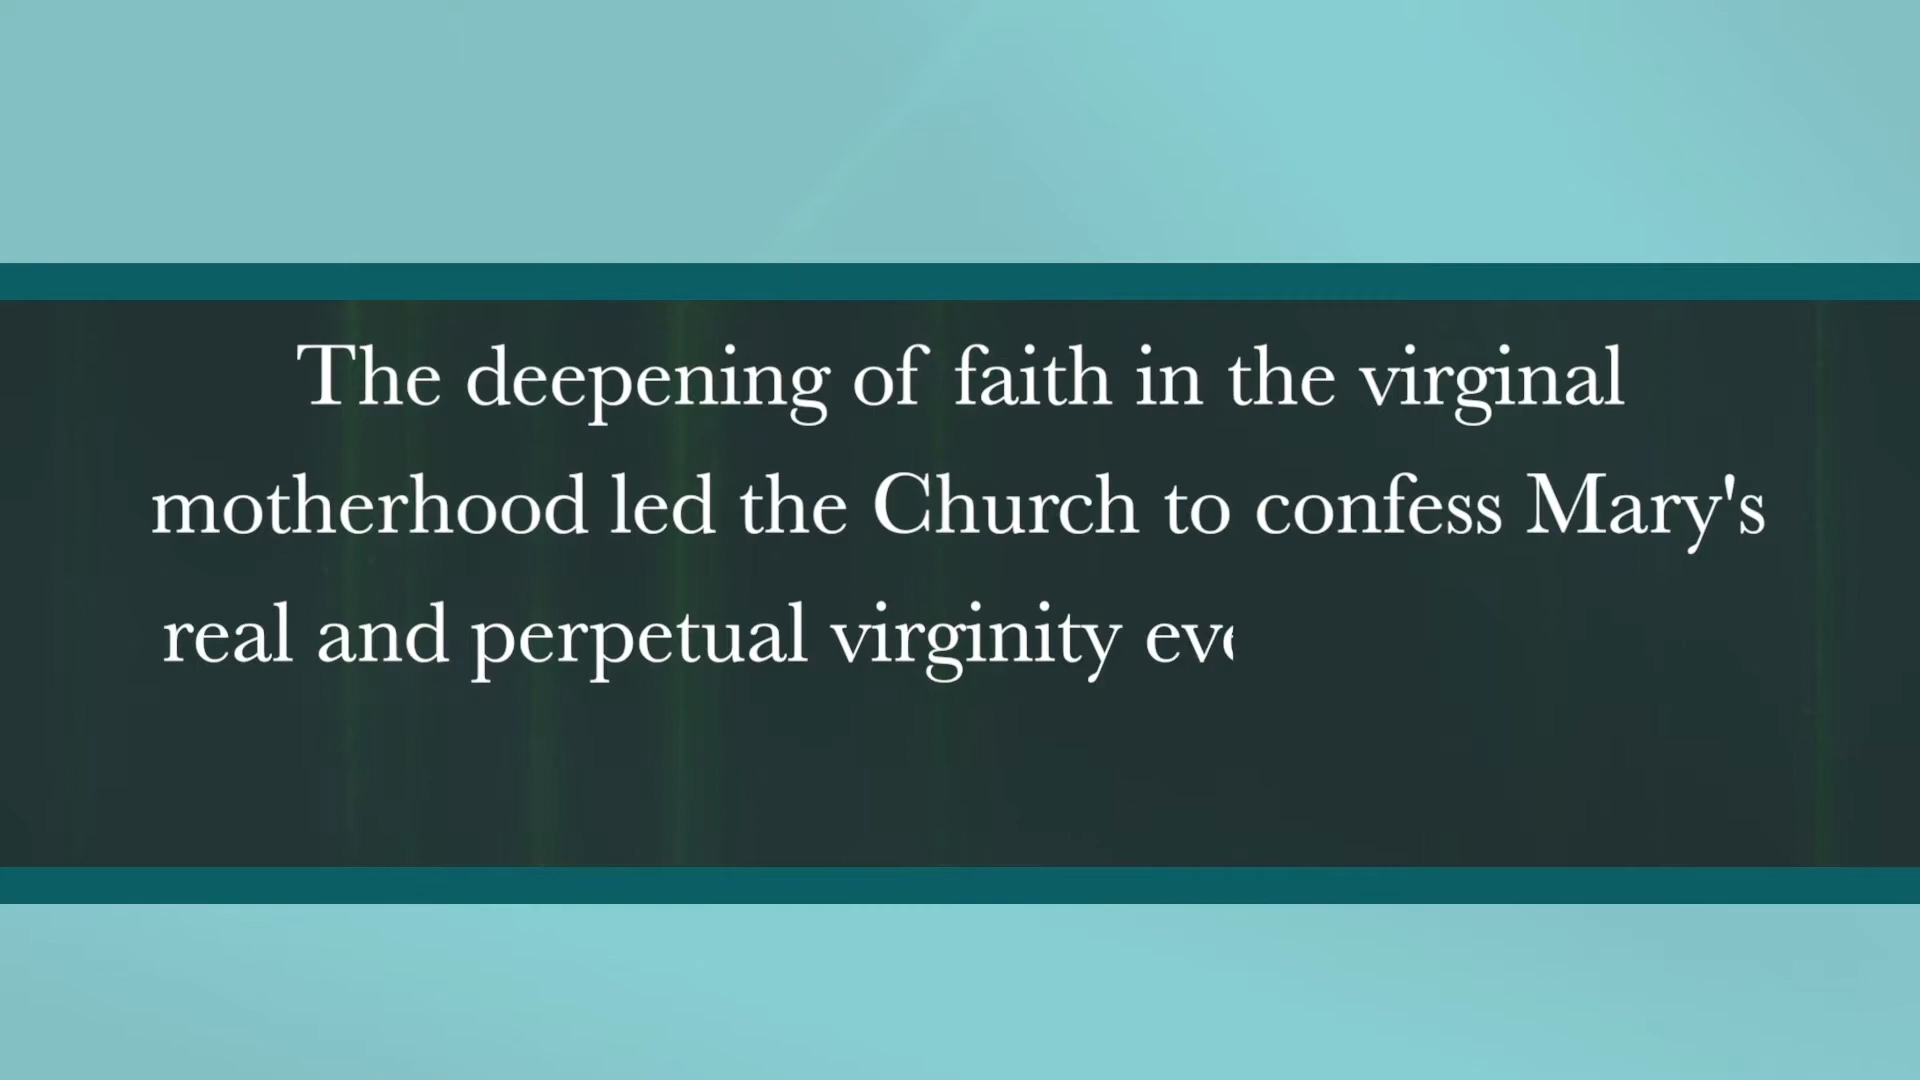 The deepening of faith in the virginal
motherhood led the Church to confess Mary's
real and perpetual virginity